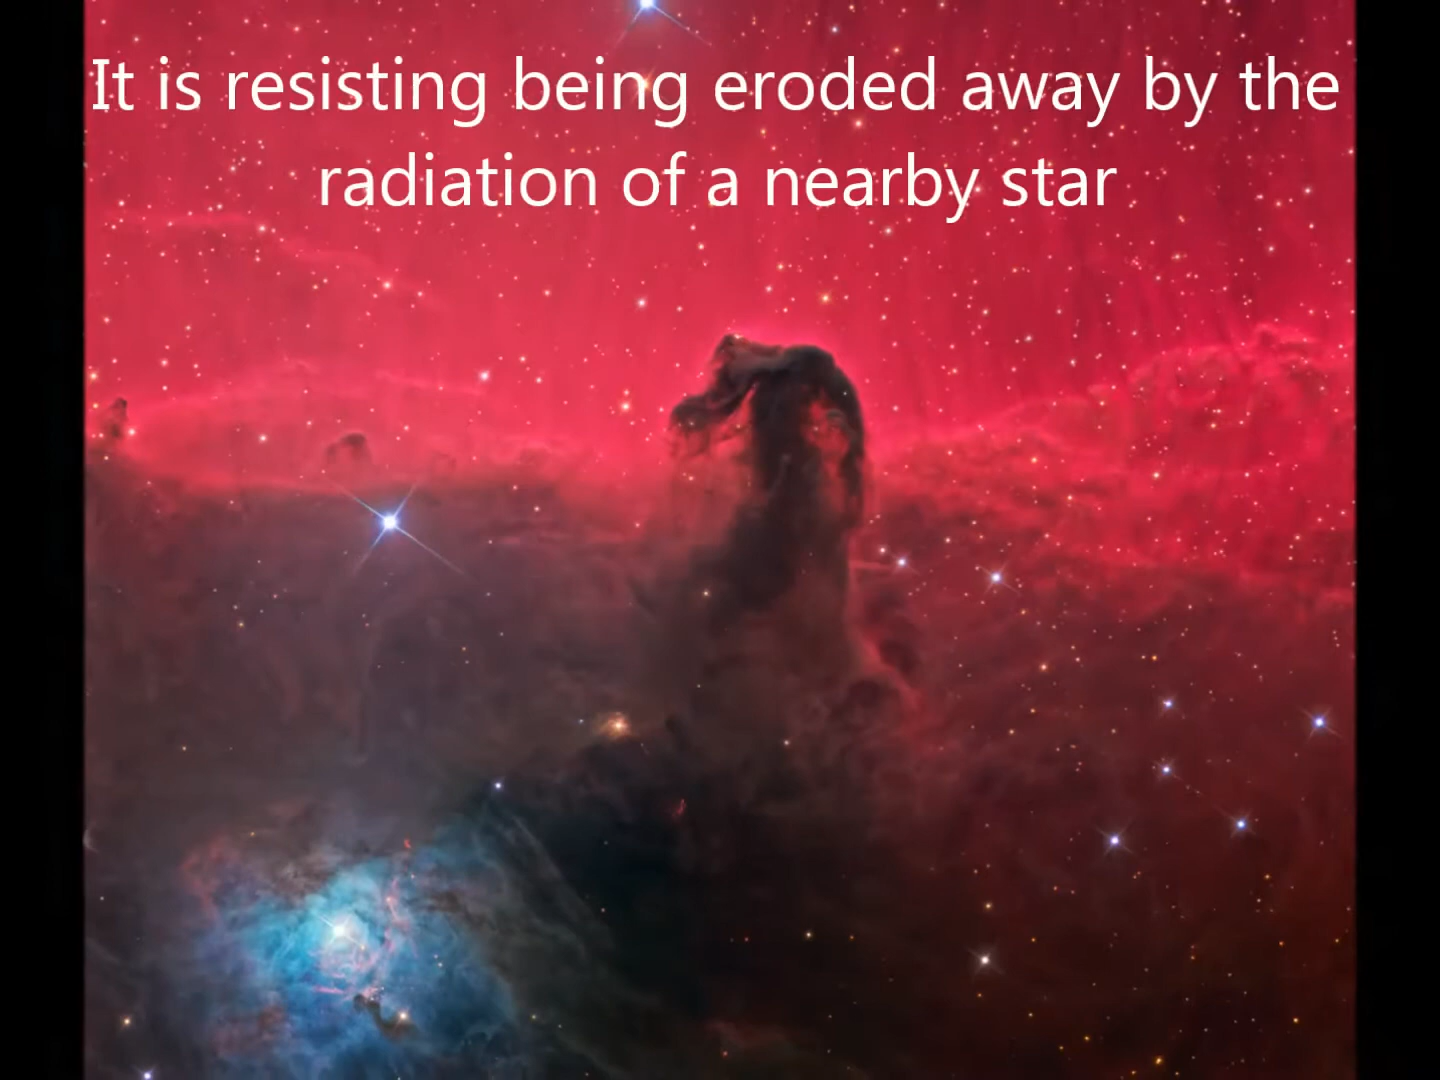 It is resisting being eroded away by the
radiation of a nearby star